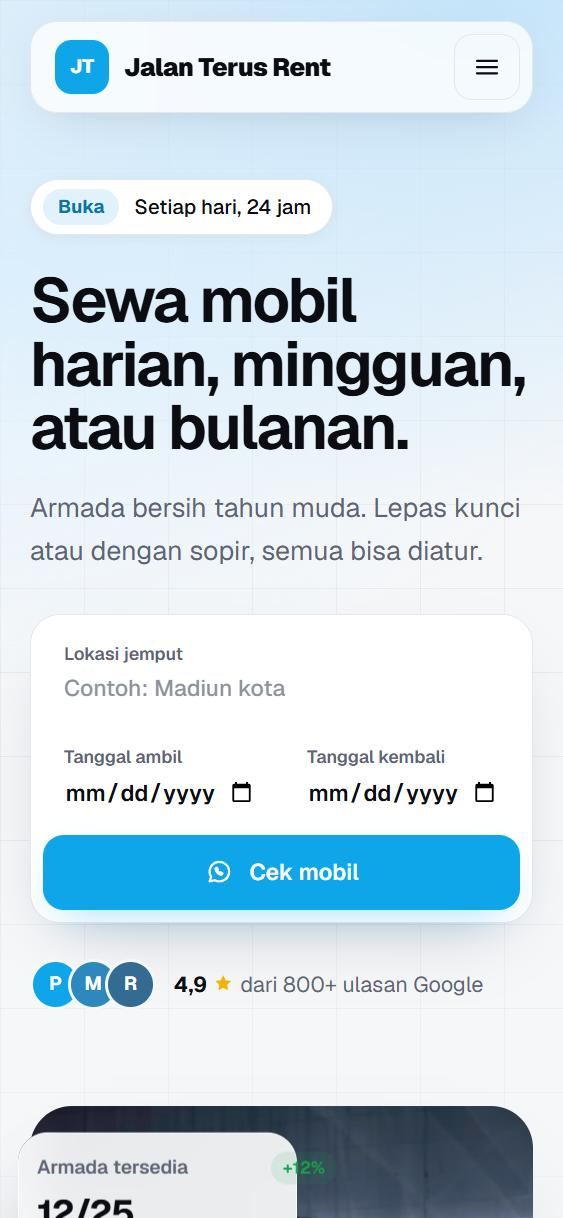 JT
Jalan Terus Rent
Buka
Setiap hari, 24 jam
Sewa mobil
harian, mingguan,
atau bulanan.
Armada bersih tahun muda. Lepas kunci
atau dengan sopir, semua bisa diatur.
Lokasi jemput
Contoh: Madiun kota
Tanggal ambil
Tanggal kembali
mm/dd/yyyy
mm/dd/yyyy
Cek mobil
P M R
4,9 dari 800+ ulasan Google
Armada tersedia
+12%
12/25